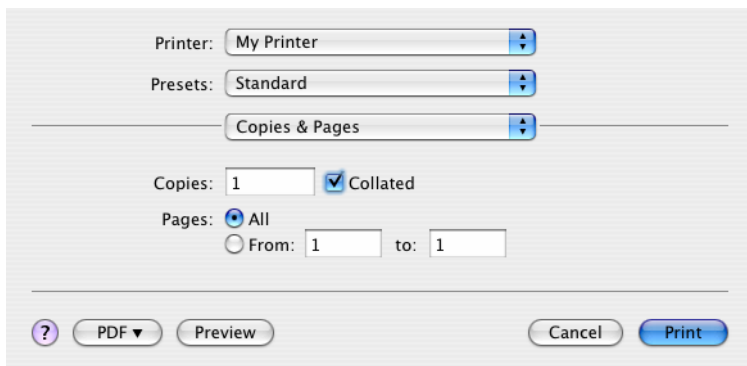 Printer: My Printer
Presets: Standard
Copies & Pages
Copies: 1 Collated
Pages: All
From: 1 to: 1
? PDF ▼ Preview Cancel Print